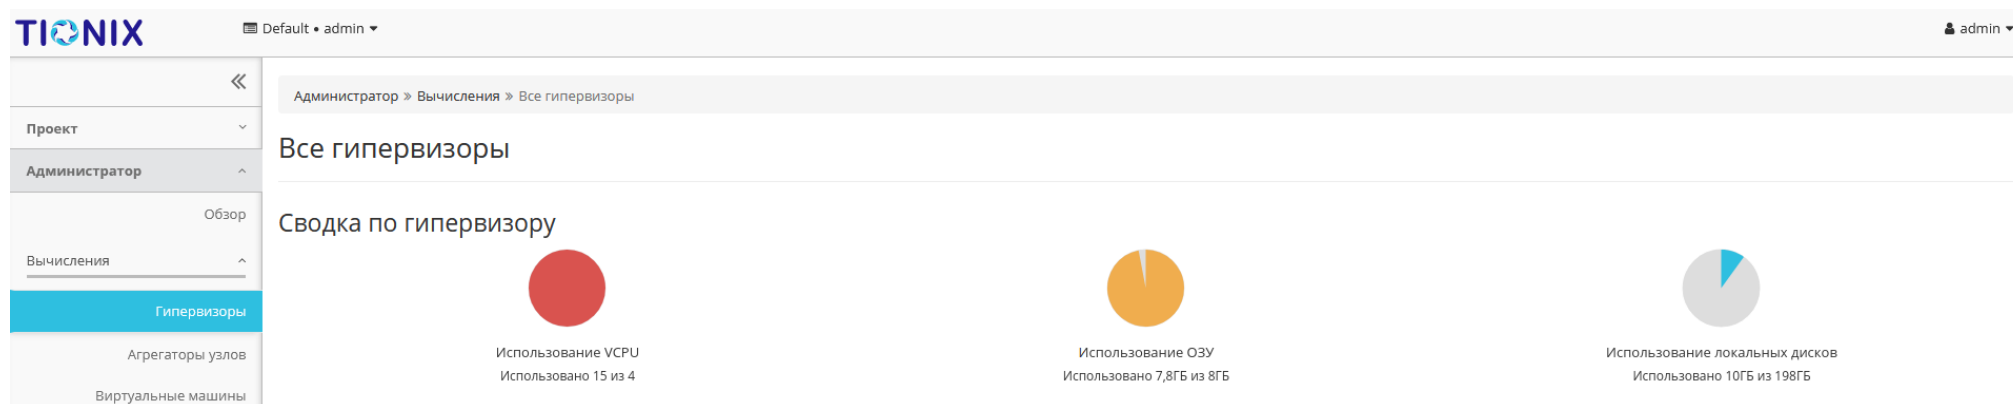 TIONIX
Default • admin
admin
Администратор » Вычисления » Все гипервизоры
Проект
Администратор
Обзор
Вычисления
Гипервизоры
Агрегаторы узлов
Виртуальные машины
Все гипервизоры
Сводка по гипервизору
Использование VCPU
Использовано 15 из 4
Использование ОЗУ
Использовано 7,8ГБ из 8ГБ
Использование локальных дисков
Использовано 10ГБ из 198ГБ